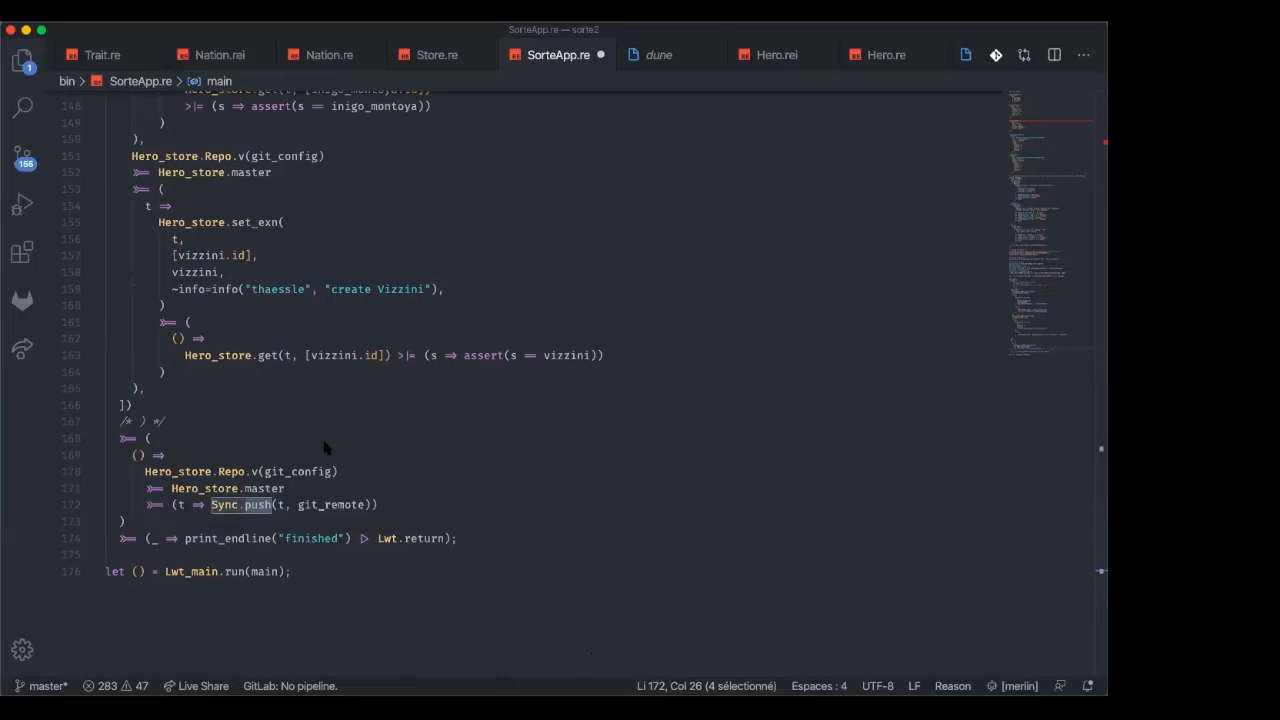 SorteApp.re — sorte2
Trait.re Nation.rei Nation.re Store.re SorteApp.re dune Hero.rei Hero.re
bin > SorteApp.re > main
148 >|= (s => assert(s == inigo_montoya))
149 )
150 ),
151 Hero_store.Repo.v(git_config)
152 >>= Hero_store.master
153 >>= (
154 t =>
155 Hero_store.set_exn(
156 t,
157 [vizzini.id],
158 vizzini,
159 ~info=info("thaessle", "create Vizzini"),
160 )
161 >>= (
162 () =>
163 Hero_store.get(t, [vizzini.id]) >|= (s => assert(s == vizzini))
164 )
165 ),
166 ])
167 /* ) */
168 >>= (
169 () =>
170 Hero_store.Repo.v(git_config)
171 >>= Hero_store.master
172 >>= (t => Sync.push(t, git_remote))
173 )
174 >>= (_ => print_endline("finished") |> Lwt.return);
175
176 let () = Lwt_main.run(main);
1
155
master* 283 47 Live Share GitLab: No pipeline. Li 172, Col 26 (4 sélectionné) Espaces : 4 UTF-8 LF Reason [merlin]